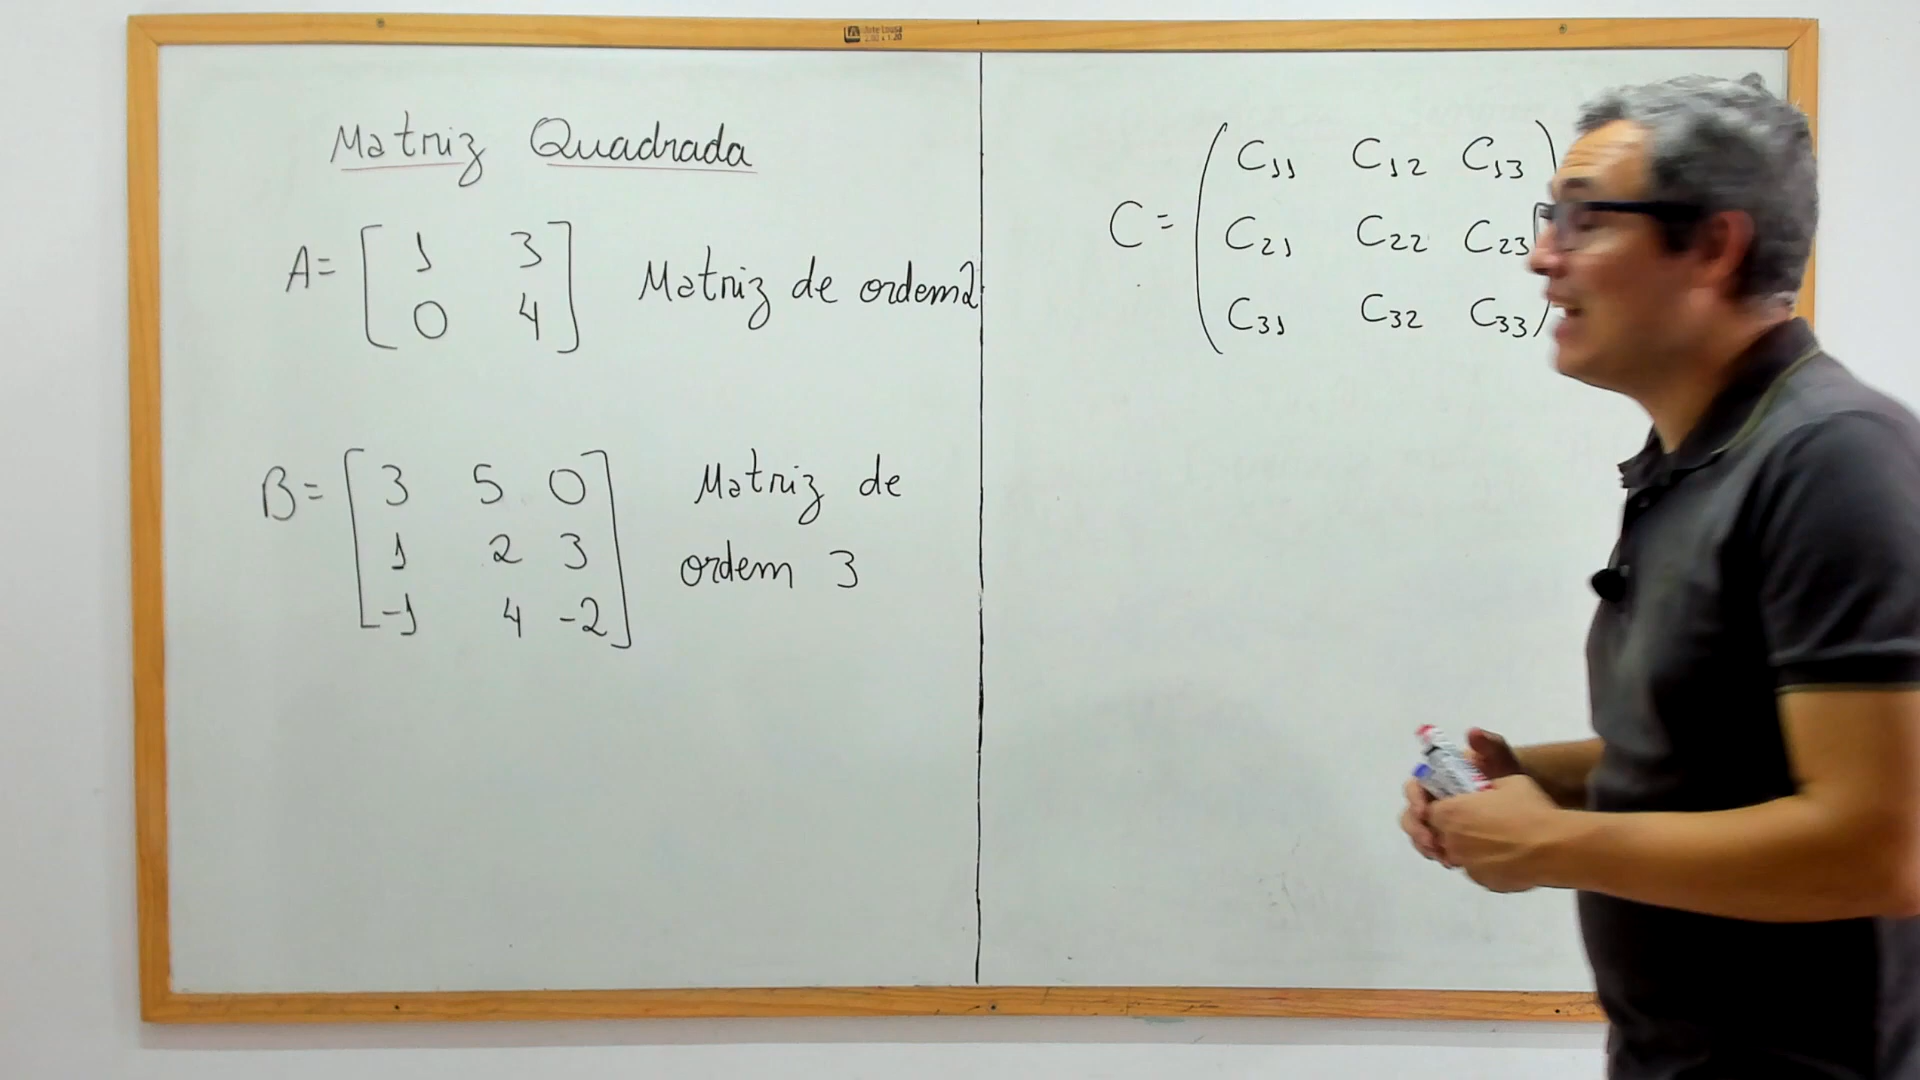 Matriz Quadrada
A= [ 1 3
0 4 ] Matriz de ordem 2
B= [ 3 5 0
1 2 3
-1 4 -2 ]
Matriz de
ordem 3
C= ( C11 C12 C13
C21 C22 C23
C31 C32 C33 )